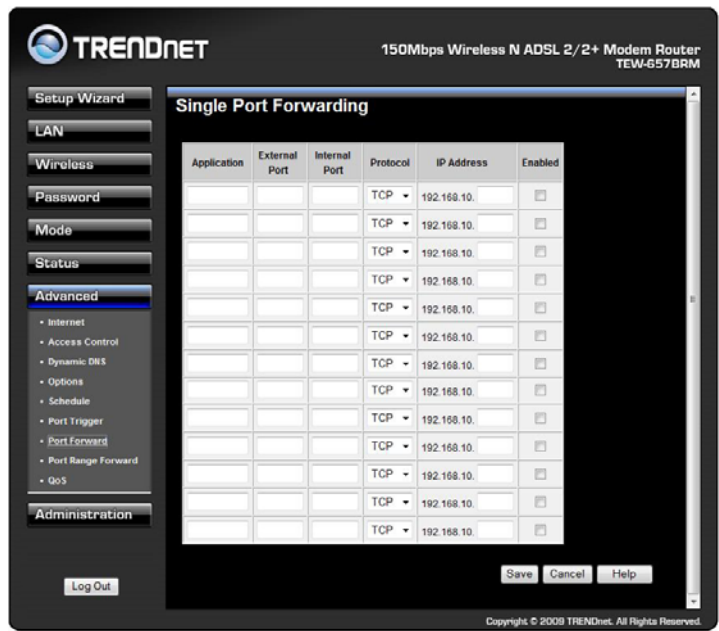 TRENDNET
150Mbps Wireless N ADSL 2/2+ Modem Router
TEW-657BRM
Setup Wizard
LAN
Wireless
Password
Mode
Status
Advanced
• Internet
• Access Control
• Dynamic DNS
• Options
• Schedule
• Port Trigger
• Port Forward
• Port Range Forward
• QoS
Administration
Log Out
Single Port Forwarding
Application External Port Internal Port Protocol IP Address Enabled
TCP 192.168.10.
TCP 192.168.10.
TCP 192.168.10.
TCP 192.168.10.
TCP 192.168.10.
TCP 192.168.10.
TCP 192.168.10.
TCP 192.168.10.
TCP 192.168.10.
TCP 192.168.10.
TCP 192.168.10.
TCP 192.168.10.
TCP 192.168.10.
Save Cancel Help
Copyright © 2009 TRENDnet. All Rights Reserved.